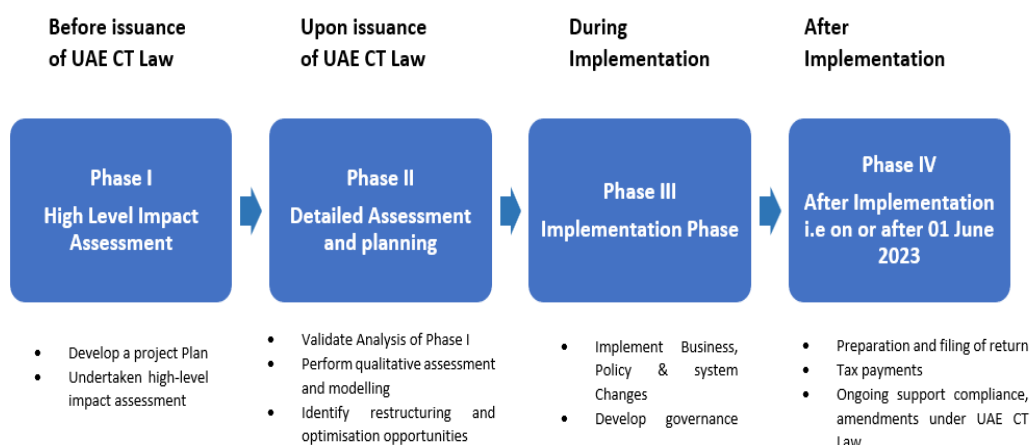 Before issuance
of UAE CT Law
Upon issuance
of UAE CT Law
During
Implementation
After
Implementation
Phase I
High Level Impact
Assessment
Phase II
Detailed Assessment
and planning
Phase III
Implementation Phase
Phase IV
After Implementation
i.e on or after 01 June
2023
• Develop a project Plan
• Undertaken high-level
impact assessment
• Validate Analysis of Phase I
• Perform qualitative assessment
and modelling
• Identify restructuring and
optimisation opportunities
• Implement Business,
Policy & system
Changes
• Develop governance
• Preparation and filing of return
• Tax payments
• Ongoing support compliance,
amendments under UAE CT
Law